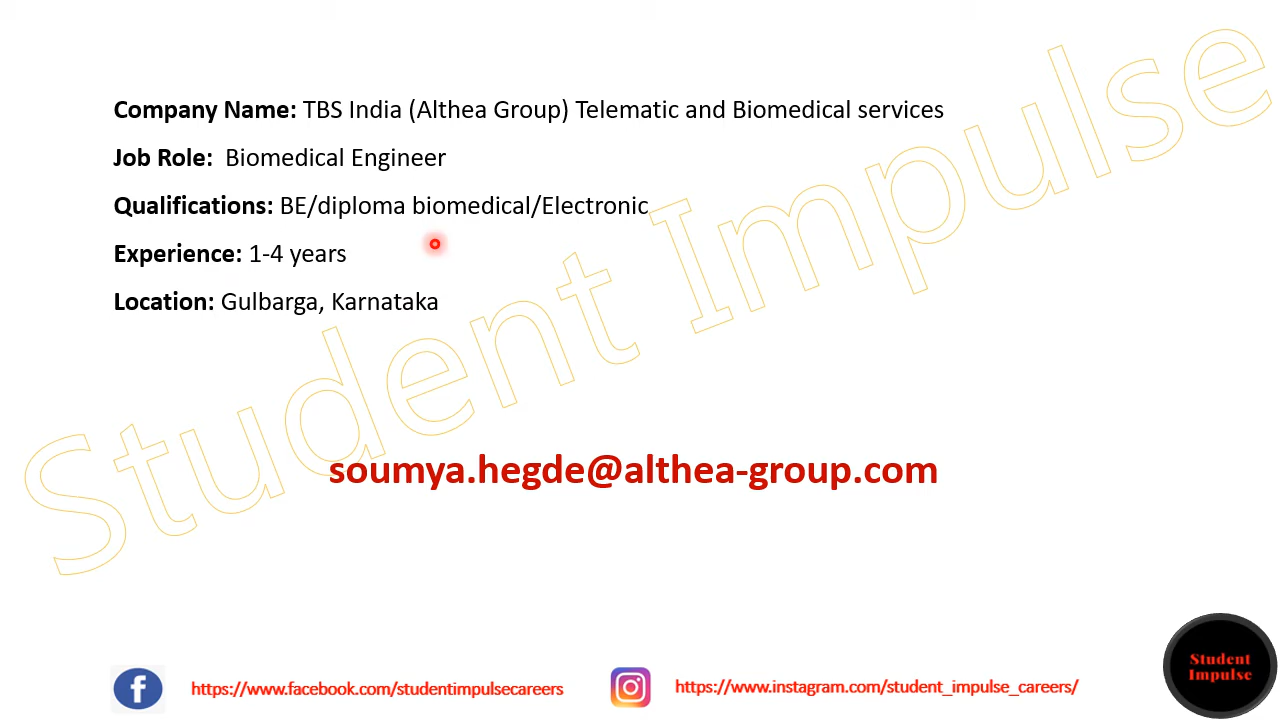 Company Name: TBS India (Althea Group) Telematic and Biomedical services
Job Role: Biomedical Engineer
Qualifications: BE/diploma biomedical/Electronic
Experience: 1-4 years
Location: Gulbarga, Karnataka
Student Impulse
soumya.hegde@althea-group.com
https://www.facebook.com/studentimpulsecareers
https://www.instagram.com/student_impulse_careers/
Student
Impulse